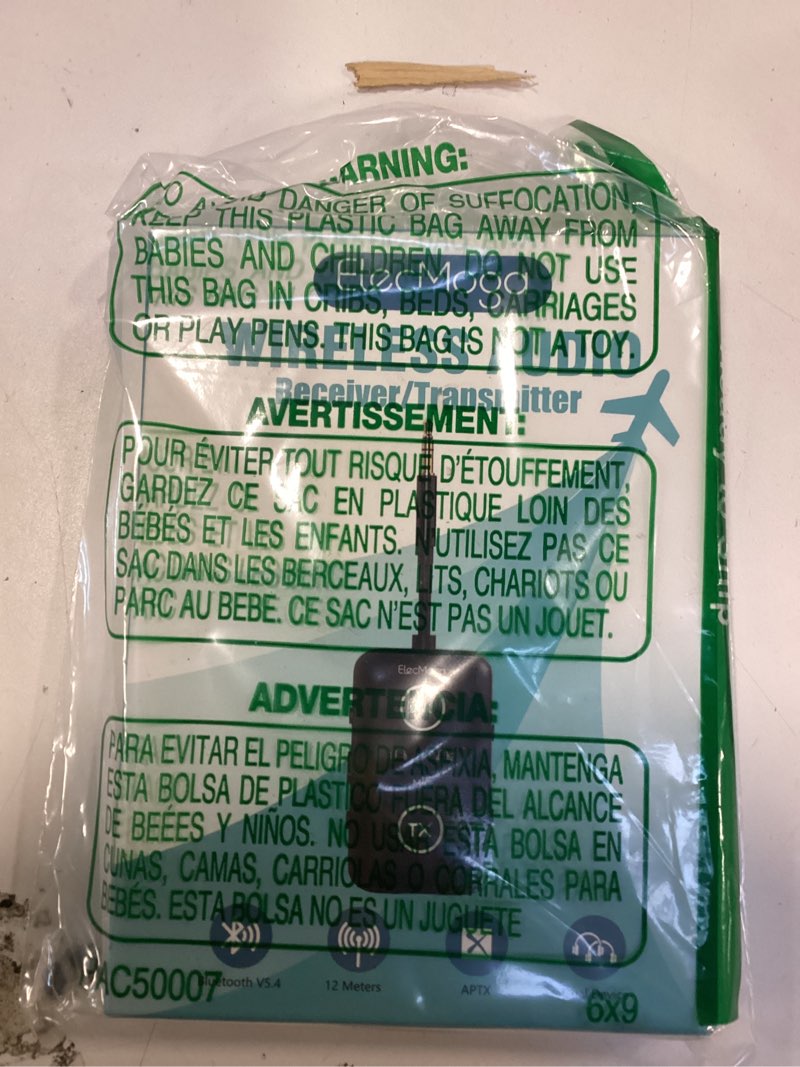 WARNING:
TO AVOID DANGER OF SUFFOCATION,
KEEP THIS PLASTIC BAG AWAY FROM
BABIES AND CHILDREN. DO NOT USE
THIS BAG IN CRIBS, BEDS, CARRIAGES
OR PLAY PENS. THIS BAG IS NOT A TOY.
ElecMoga
WIRELESS AUDIO
Receiver/Transmitter
AVERTISSEMENT:
POUR ÉVITER TOUT RISQUE D'ÉTOUFFEMENT,
GARDEZ CE SAC EN PLASTIQUE LOIN DES
BÉBÉS ET LES ENFANTS. N'UTILISEZ PAS CE
SAC DANS LES BERCEAUX, LITS, CHARIOTS OU
PARC AU BEBE. CE SAC N'EST PAS UN JOUET.
ElecMoga
ADVERTENCIA:
PARA EVITAR EL PELIGRO DE ASFIXIA, MANTENGA
ESTA BOLSA DE PLASTICO FUERA DEL ALCANCE
DE BEÉES Y NIÑOS. NO USE ESTA BOLSA EN
CUNAS, CAMAS, CARRIOLAS O CORRALES PARA
BEBÉS. ESTA BOLSA NO ES UN JUGUETE
TX
Bluetooth V5.4
12 Meters
APTX
AC50007
6x9